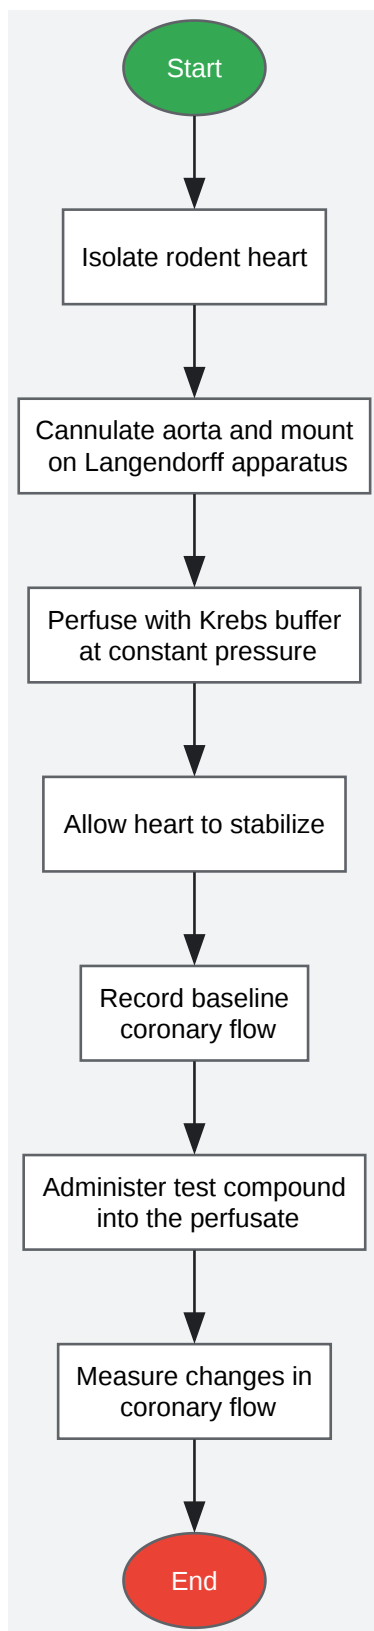 Start
Isolate rodent heart
Cannulate aorta and mount
on Langendorff apparatus
Perfuse with Krebs buffer
at constant pressure
Allow heart to stabilize
Record baseline
coronary flow
Administer test compound
into the perfusate
Measure changes in
coronary flow
End